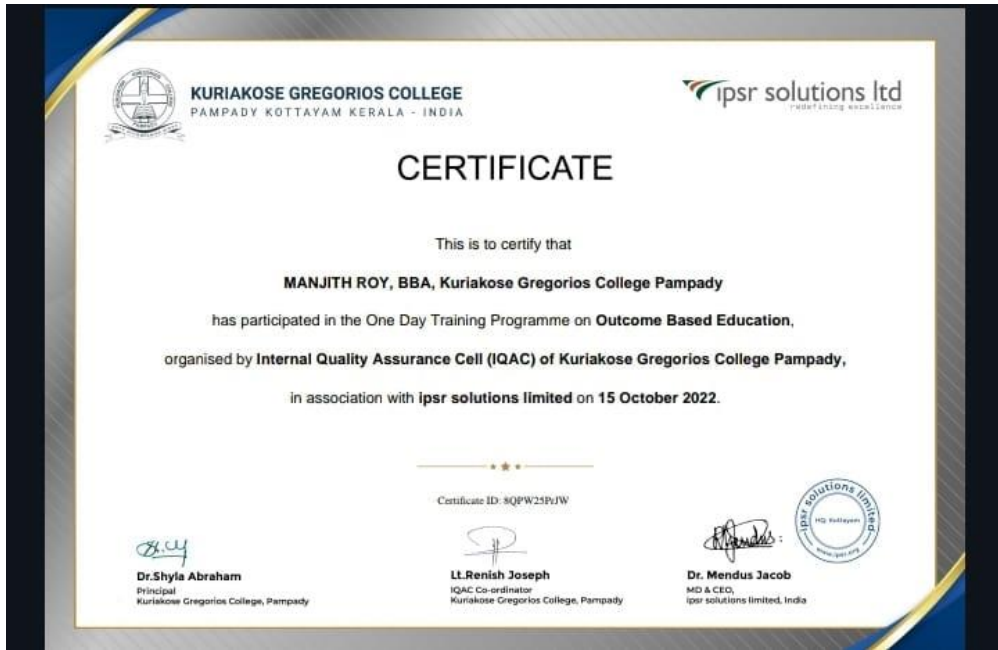 KURIAKOSE GREGORIOS COLLEGE
PAMPADY KOTTAYAM KERALA - INDIA
ipsr solutions ltd
redefining excellence
CERTIFICATE
This is to certify that
MANJITH ROY, BBA, Kuriakose Gregorios College Pampady
has participated in the One Day Training Programme on Outcome Based Education,
organised by Internal Quality Assurance Cell (IQAC) of Kuriakose Gregorios College Pampady,
in association with ipsr solutions limited on 15 October 2022.
Certificate ID:
ipsr solutions limited
HQ: Kottayam
www.ipsr.org
Dr.Shyla Abraham
Principal
Kuriakose Gregorios College, Pampady
Lt.Renish Joseph
IQAC Co-ordinator
Kuriakose Gregorios College, Pampady
Dr. Mendus Jacob
MD & CEO,
ipsr solutions limited, India